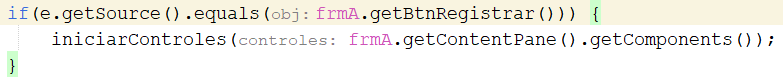 if(e.getSource().equals(obj: frmA.getBtnRegistrar())) {
    iniciarControles(controles: frmA.getContentPane().getComponents());
}